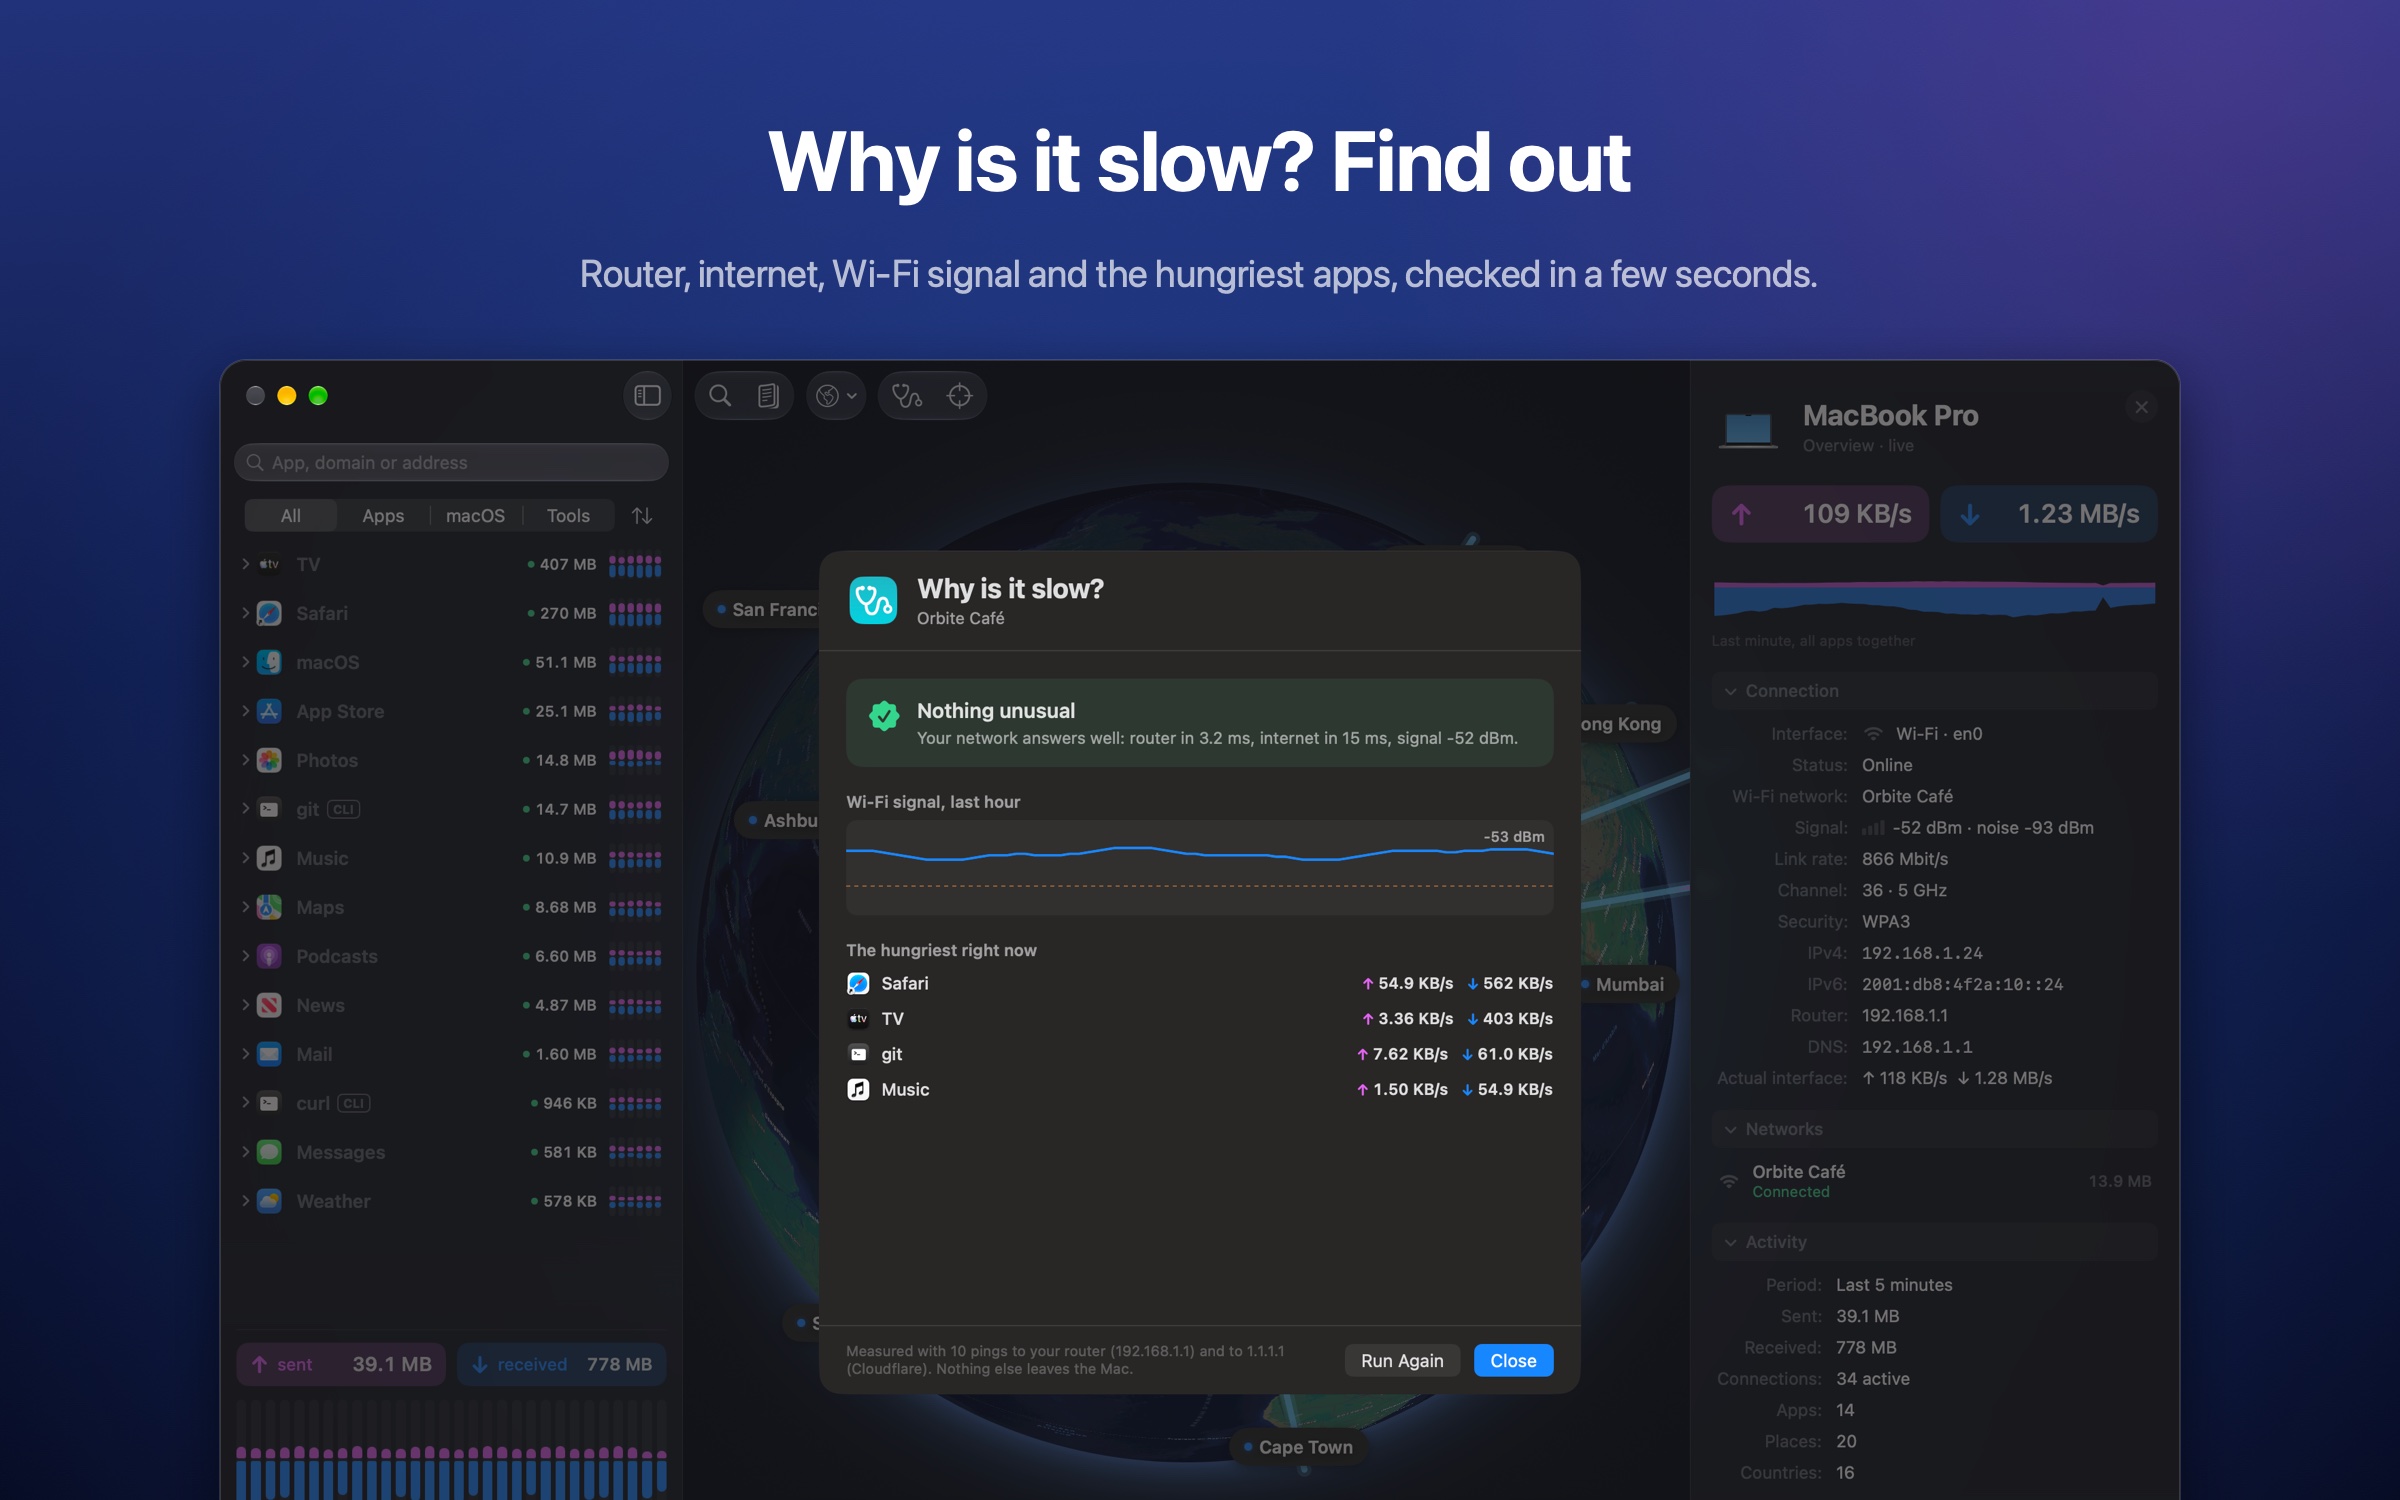 Why is it slow? Find out
Router, internet, Wi-Fi signal and the hungriest apps, checked in a few seconds.
App, domain or address
All
Apps
macOS
Tools
TV
407 MB
Safari
270 MB
macOS
51.1 MB
App Store
25.1 MB
Photos
14.8 MB
git CLI
14.7 MB
Music
10.9 MB
Maps
8.68 MB
Podcasts
6.60 MB
News
4.87 MB
Mail
1.60 MB
curl CLI
946 KB
Messages
581 KB
Weather
578 KB
sent 39.1 MB
received 778 MB
San Franc
Ashbu
S
ong Kong
Mumbai
Cape Town
Why is it slow?
Orbite Café
Nothing unusual
Your network answers well: router in 3.2 ms, internet in 15 ms, signal -52 dBm.
Wi-Fi signal, last hour
-53 dBm
The hungriest right now
Safari
54.9 KB/s 562 KB/s
tv TV
3.36 KB/s 403 KB/s
git
7.62 KB/s 61.0 KB/s
Music
1.50 KB/s 54.9 KB/s
Measured with 10 pings to your router (192.168.1.1) and to 1.1.1.1
(Cloudflare). Nothing else leaves the Mac.
Run Again
Close
MacBook Pro
Overview · live
109 KB/s
1.23 MB/s
Last minute, all apps together
Connection
Interface: Wi-Fi · en0
Status: Online
Wi-Fi network: Orbite Café
Signal: -52 dBm · noise -93 dBm
Link rate: 866 Mbit/s
Channel: 36 · 5 GHz
Security: WPA3
IPv4: 192.168.1.24
IPv6: 2001:db8:4f2a:10::24
Router: 192.168.1.1
DNS: 192.168.1.1
Actual interface: ↑ 118 KB/s ↓ 1.28 MB/s
Networks
Orbite Café
Connected
13.9 MB
Activity
Period: Last 5 minutes
Sent: 39.1 MB
Received: 778 MB
Connections: 34 active
Apps: 14
Places: 20
Countries: 16